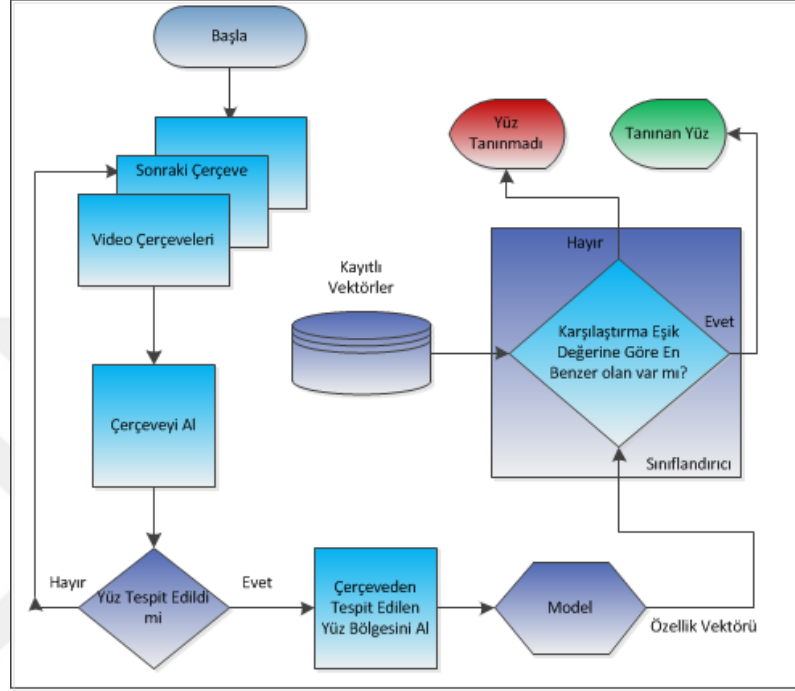 Başla
Sonraki Çerçeve
Video Çerçeveleri
Çerçeveyi Al
Yüz Tespit Edildi
mi
Hayır
Evet
Çerçeveden
Tespit Edilen
Yüz Bölgesini Al
Model
Özellik Vektörü
Kayıtlı
Vektörler
Karşılaştırma Eşik
Değerine Göre En
Benzer olan var mı?
Sınıflandırıcı
Hayır
Evet
Yüz
Tanınmadı
Tanınan Yüz